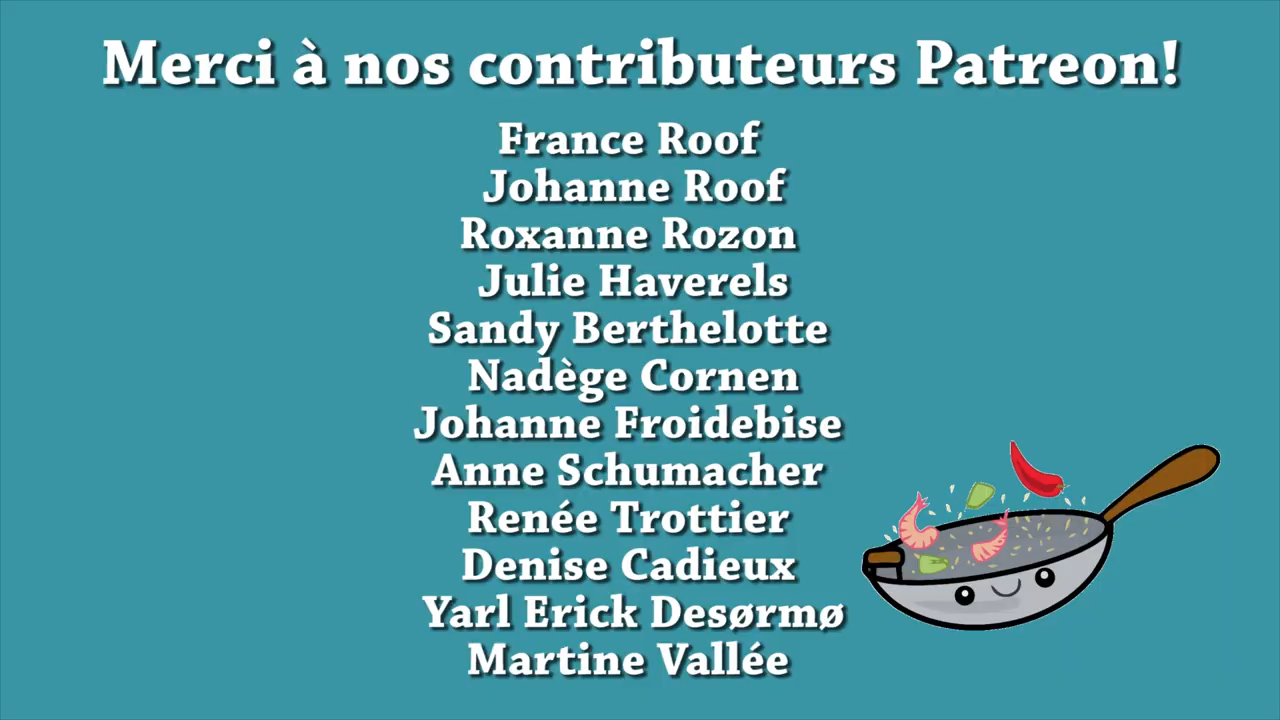 Merci à nos contributeurs Patreon!
France Roof
Johanne Roof
Roxanne Rozon
Julie Haverels
Sandy Berthelotte
Nadège Cornen
Johanne Froidebise
Anne Schumacher
Renée Trottier
Denise Cadieux
Yarl Erick Desørmø
Martine Vallée